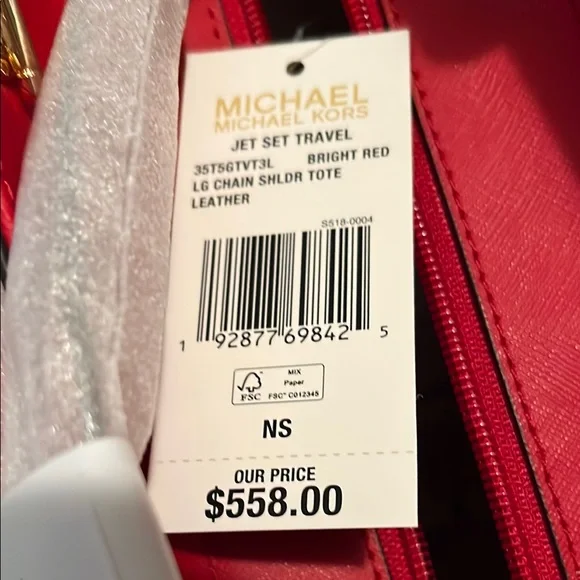 MICHAEL
MICHAEL KORS
JET SET TRAVEL
35T5GTVT3L BRIGHT RED
LG CHAIN SHLDR TOTE
LEATHER
S518-0004
1 92877 69842 5
FSC
MIX
Paper
FSC™ C012345
NS
OUR PRICE
$558.00